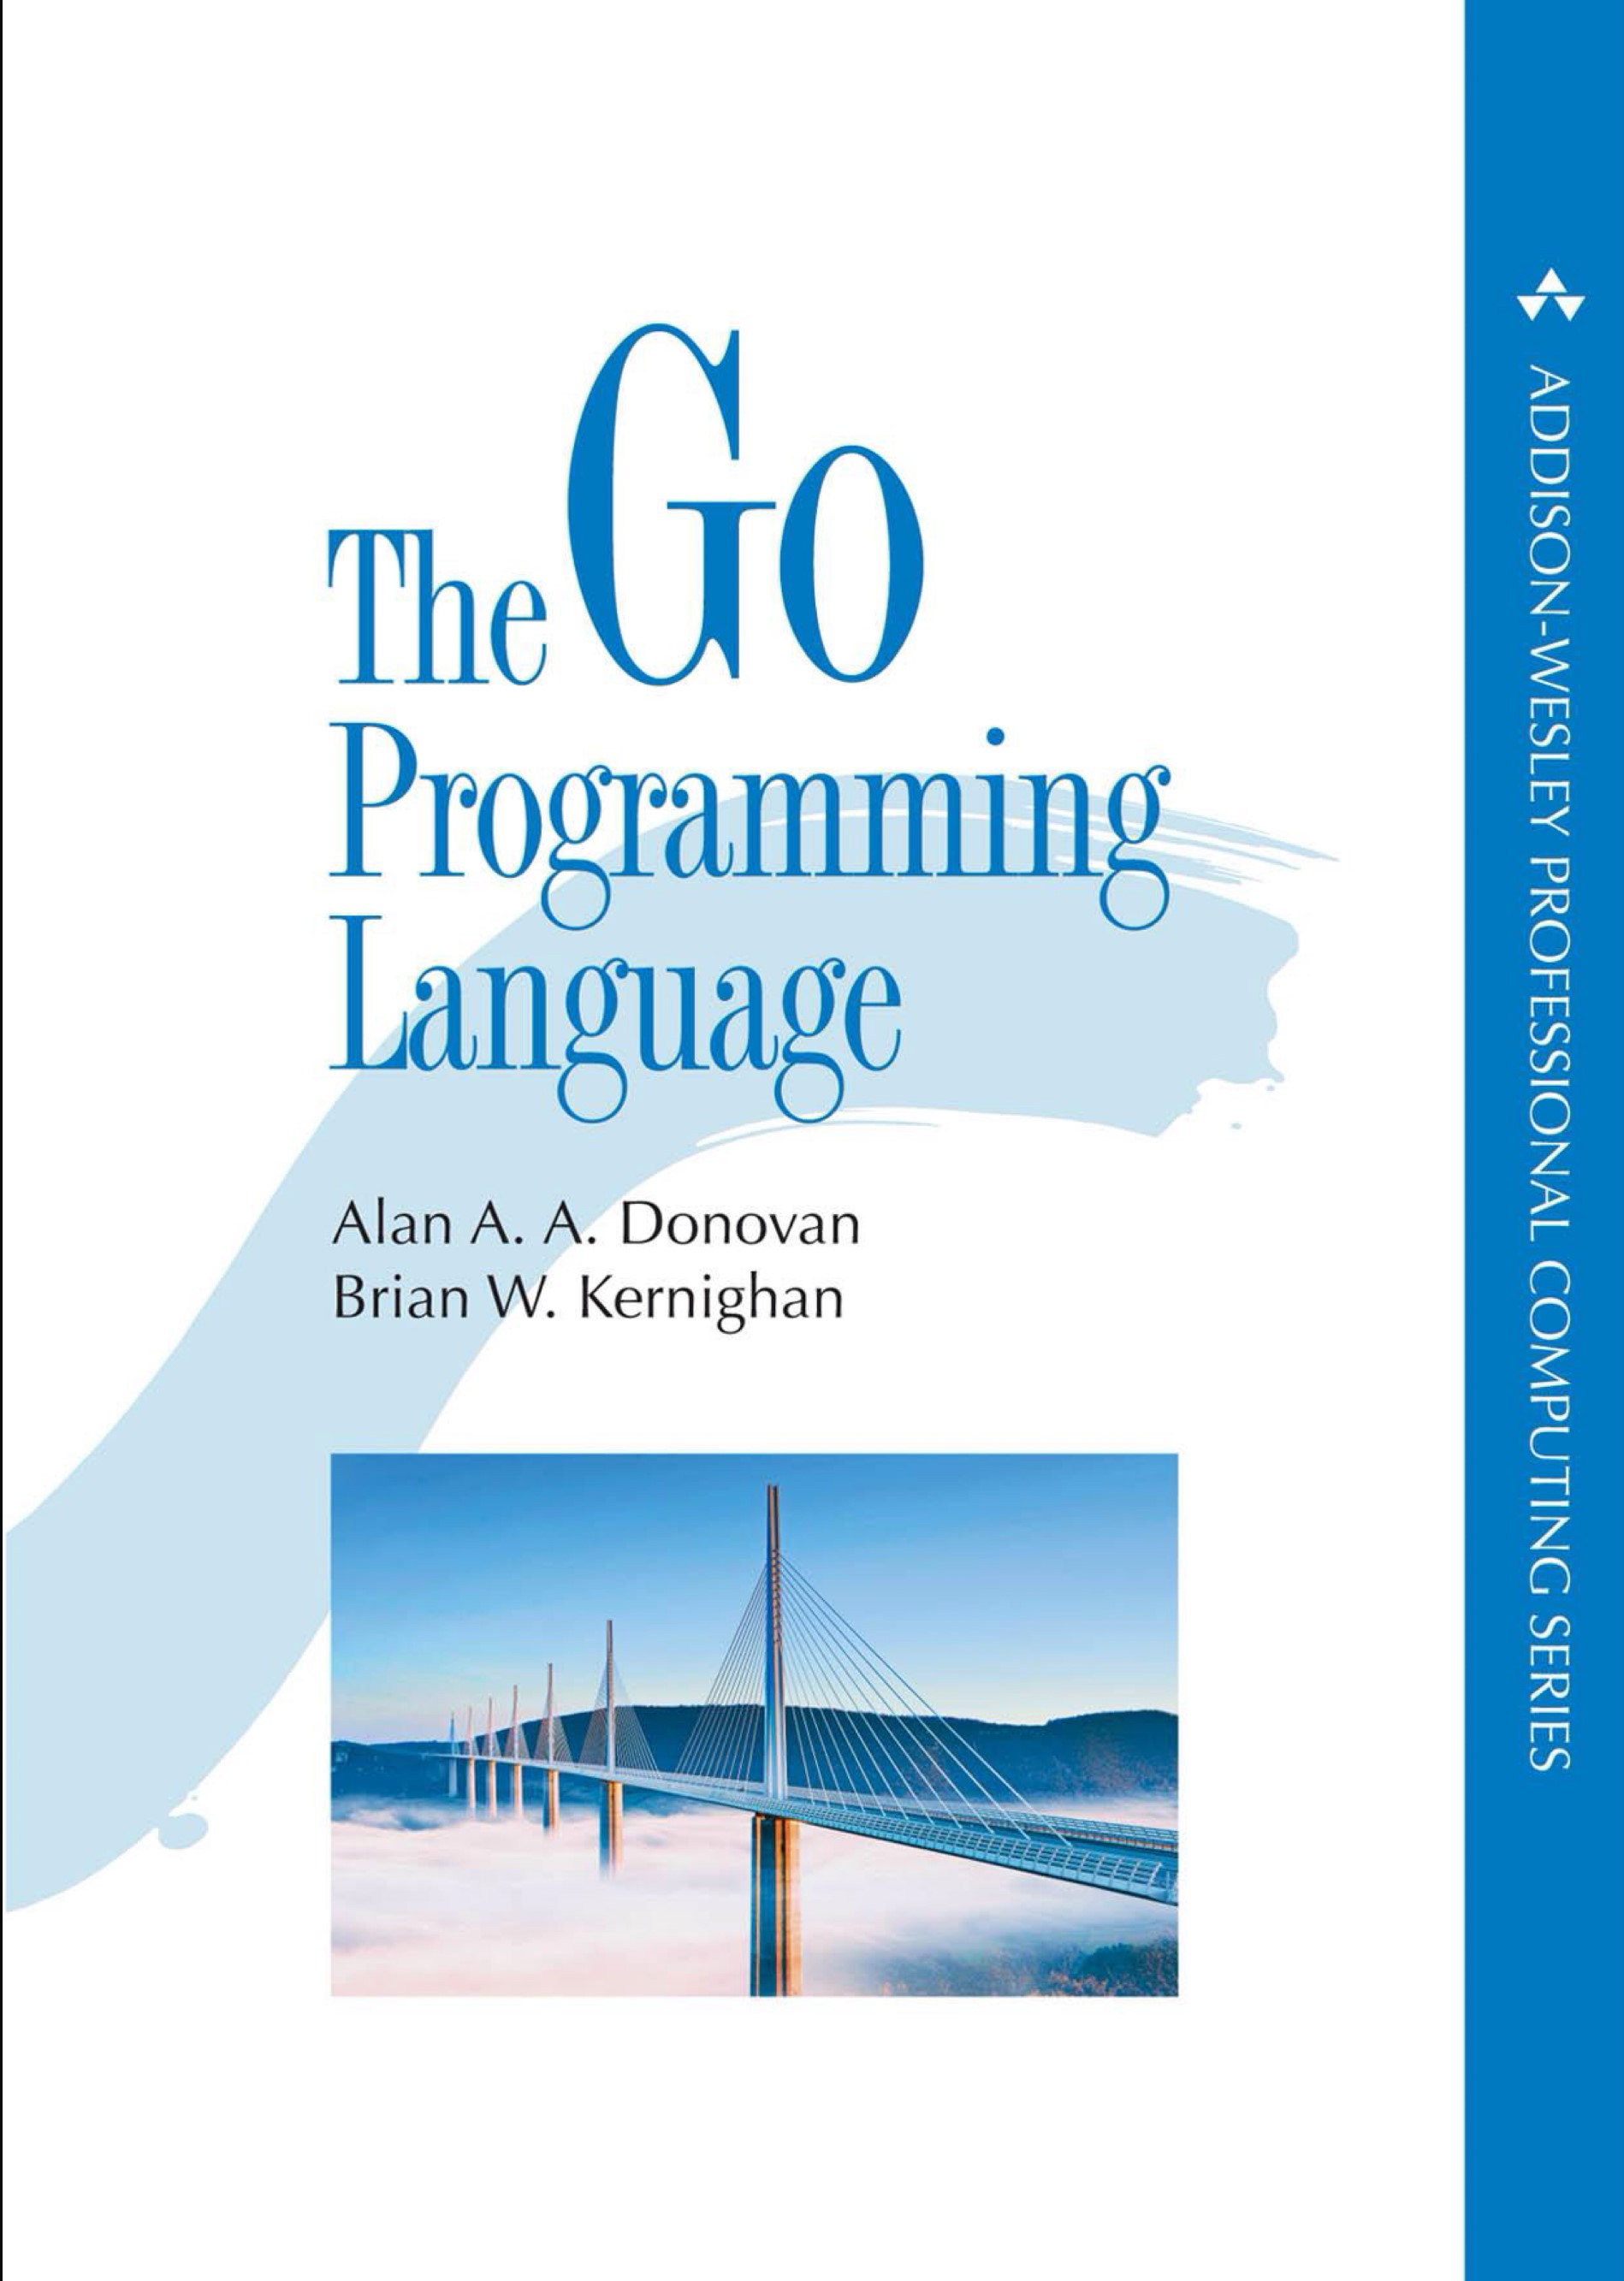 The Go
Programming
Language
Alan A. A. Donovan
Brian W. Kernighan
ADDISON-WESLEY PROFESSIONAL COMPUTING SERIES